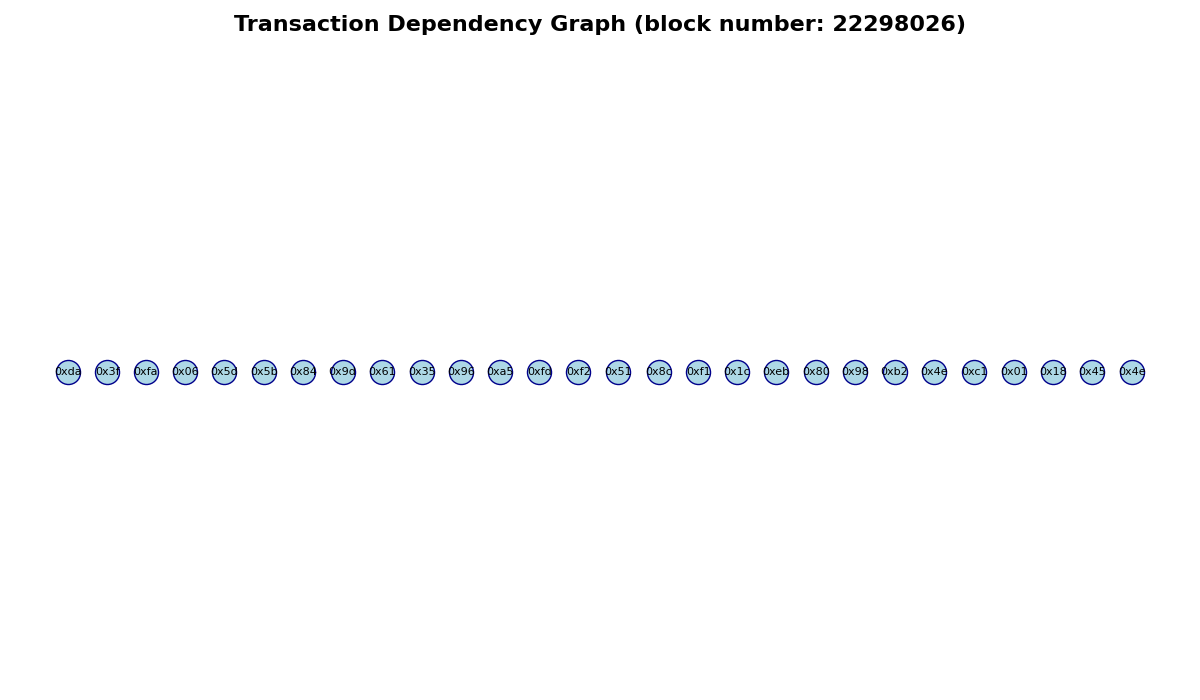 Transaction Dependency Graph (block number: 22298026)
0xda 0x3f 0xfa 0x06 0x5d 0x5b 0x84 0x9d 0x61 0x35 0x96 0xa5 0xfd 0xf2 0x51 0x8c 0xf1 0x1c 0xeb 0x80 0x98 0xb2 0x4e 0xc1 0x01 0x18 0x45 0x4e